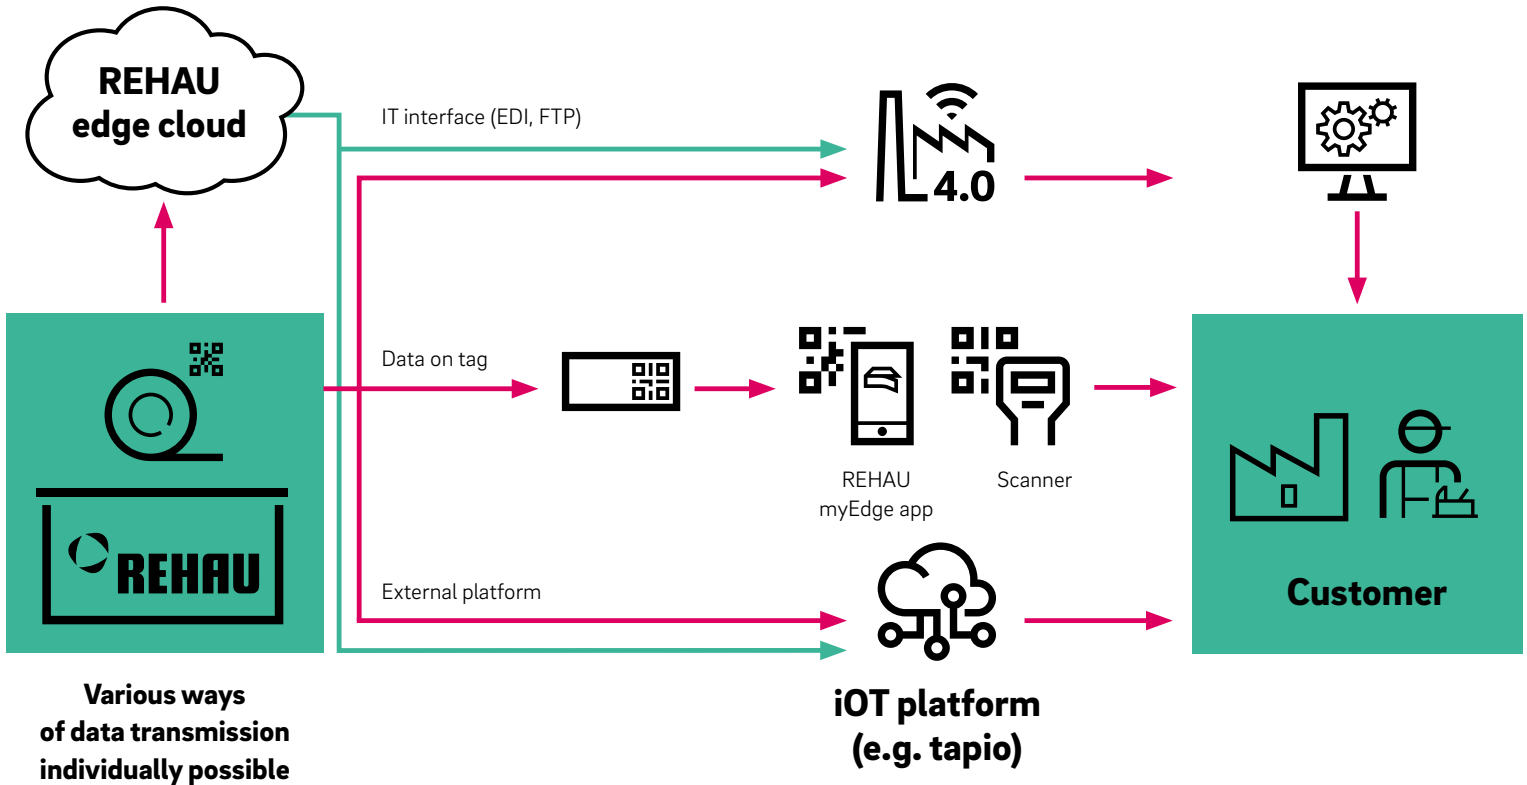 REHAU
edge cloud
IT interface (EDI, FTP)
4.0
Data on tag
REHAU
myEdge app
Scanner
REHAU
External platform
Customer
iOT platform
(e.g. tapio)
Various ways
of data transmission
individually possible